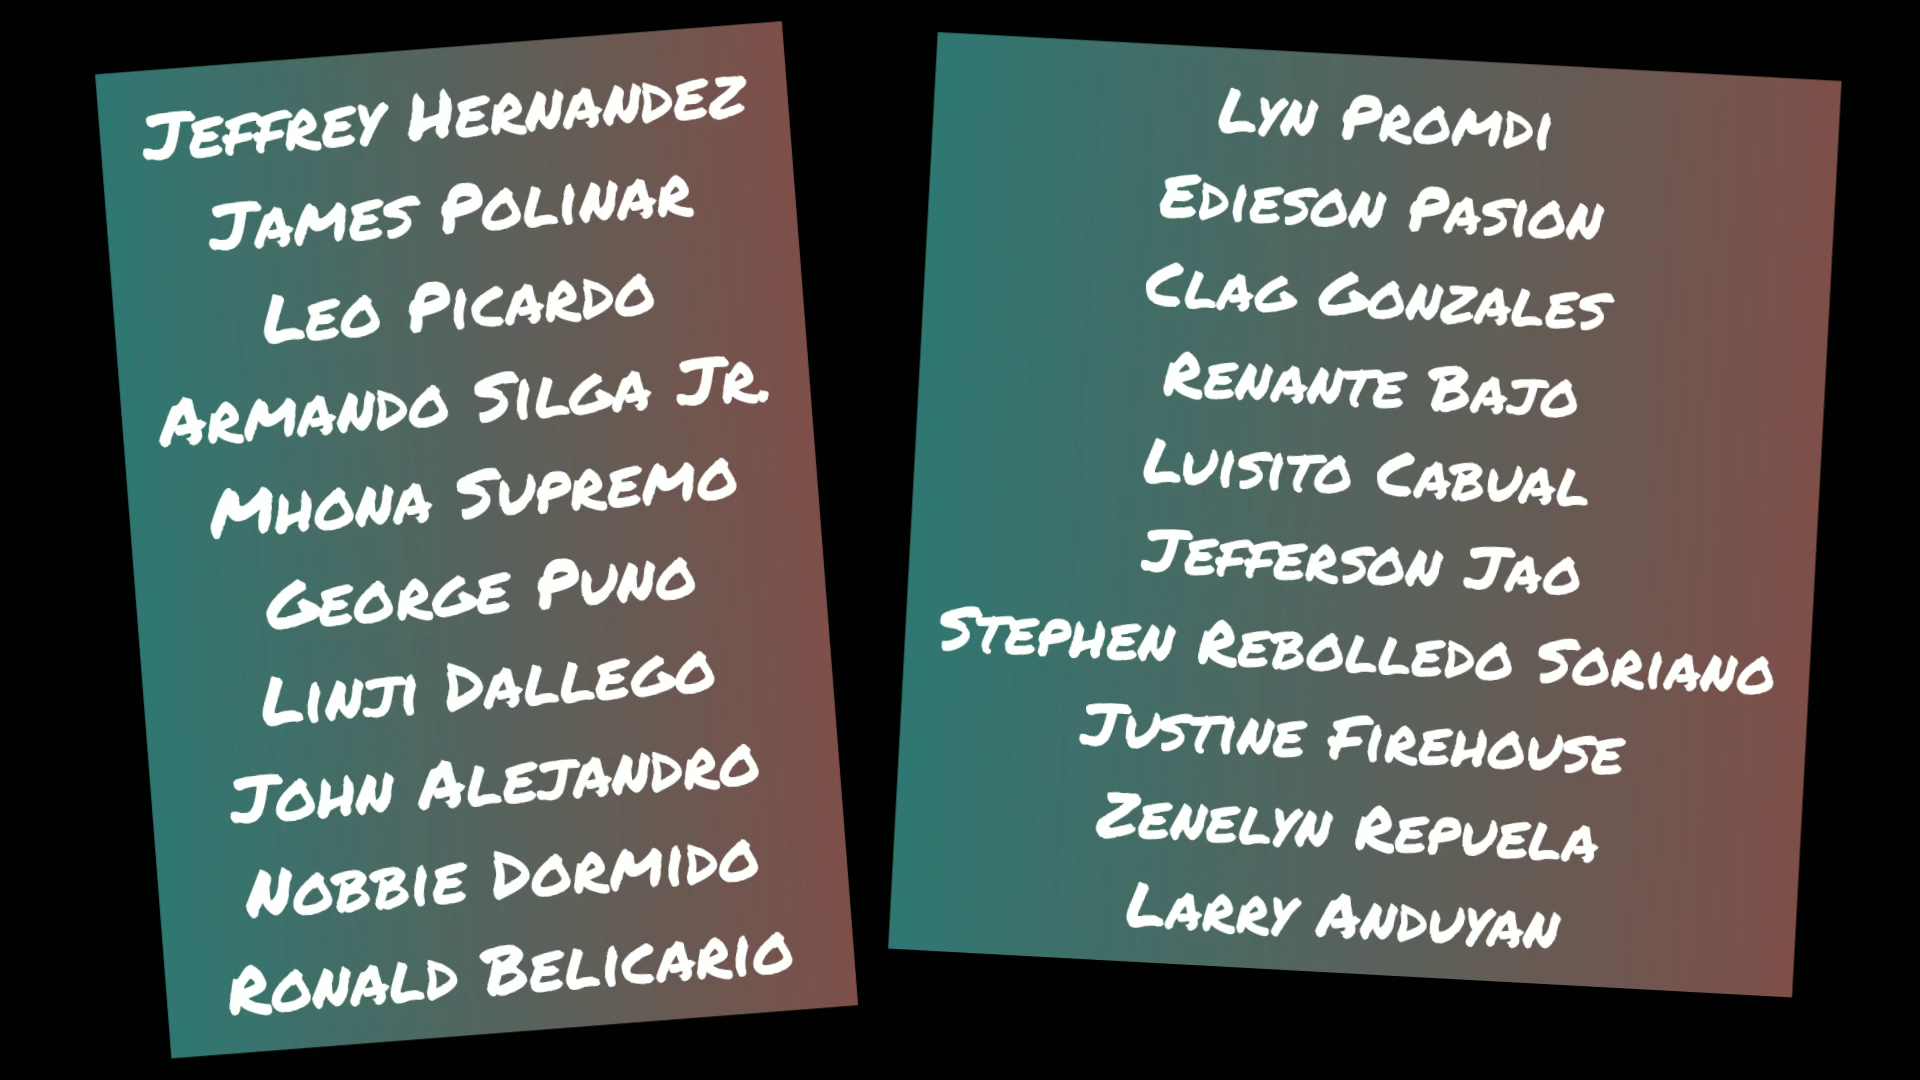 Jeffrey Hernandez
James Polinar
Leo Picardo
Armando Silga Jr.
Mhona Supremo
George Puno
Linji Dallego
John Alejandro
Nobbie Dormido
Ronald Belicario
Lyn Promdi
Edieson Pasion
Clag Gonzales
Renante Bajo
Luisito Cabual
Jefferson Jao
Stephen Rebolledo Soriano
Justine Firehouse
Zenelyn Repuela
Larry Anduyan